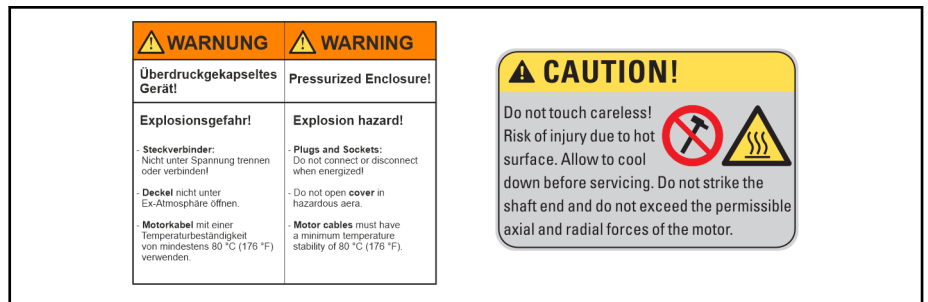 WARNUNG
Überdruckgekapseltes
Gerät!
Explosionsgefahr!
- Steckverbinder:
Nicht unter Spannung trennen
oder verbinden!
- Deckel nicht unter
Ex-Atmosphäre öffnen.
- Motorkabel mit einer
Temperaturbeständigkeit
von mindestens 80 °C (176 °F)
verwenden.
WARNING
Pressurized Enclosure!
Explosion hazard!
- Plugs and Sockets:
Do not connect or disconnect
when energized!
- Do not open cover in
hazardous aera.
- Motor cables must have
a minimum temperature
stability of 80 °C (176 °F).
CAUTION!
Do not touch careless!
Risk of injury due to hot
surface. Allow to cool
down before servicing. Do not strike the
shaft end and do not exceed the permissible
axial and radial forces of the motor.